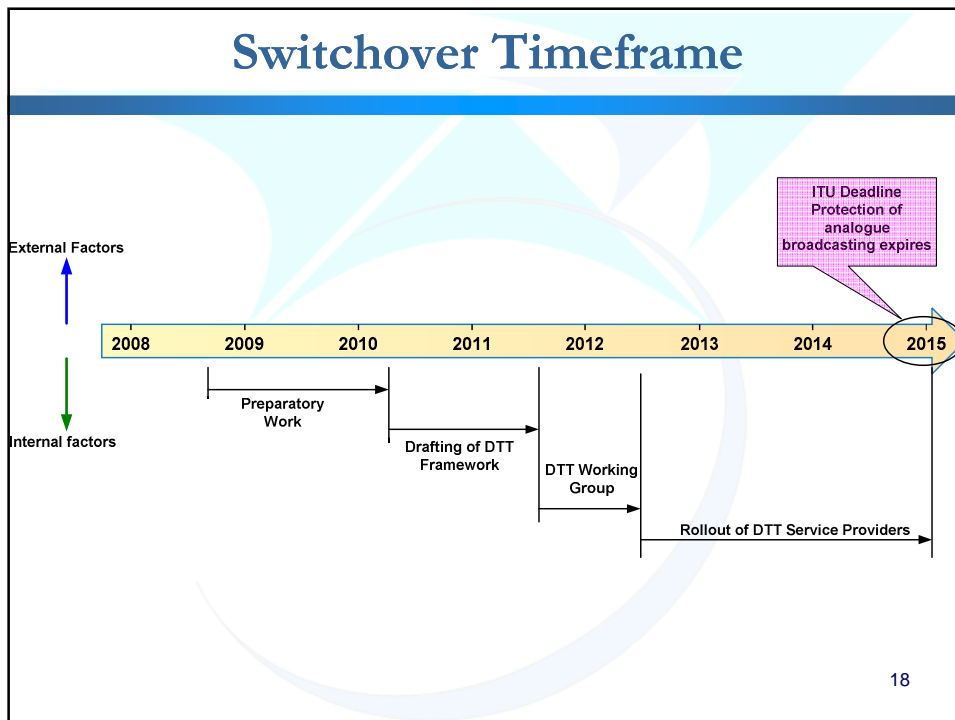 Switchover Timeframe
ITU Deadline
Protection of
analogue
broadcasting expires
External Factors
2008 2009 2010 2011 2012 2013 2014 2015
Preparatory
Work
Internal factors
Drafting of DTT
Framework
DTT Working
Group
Rollout of DTT Service Providers
18